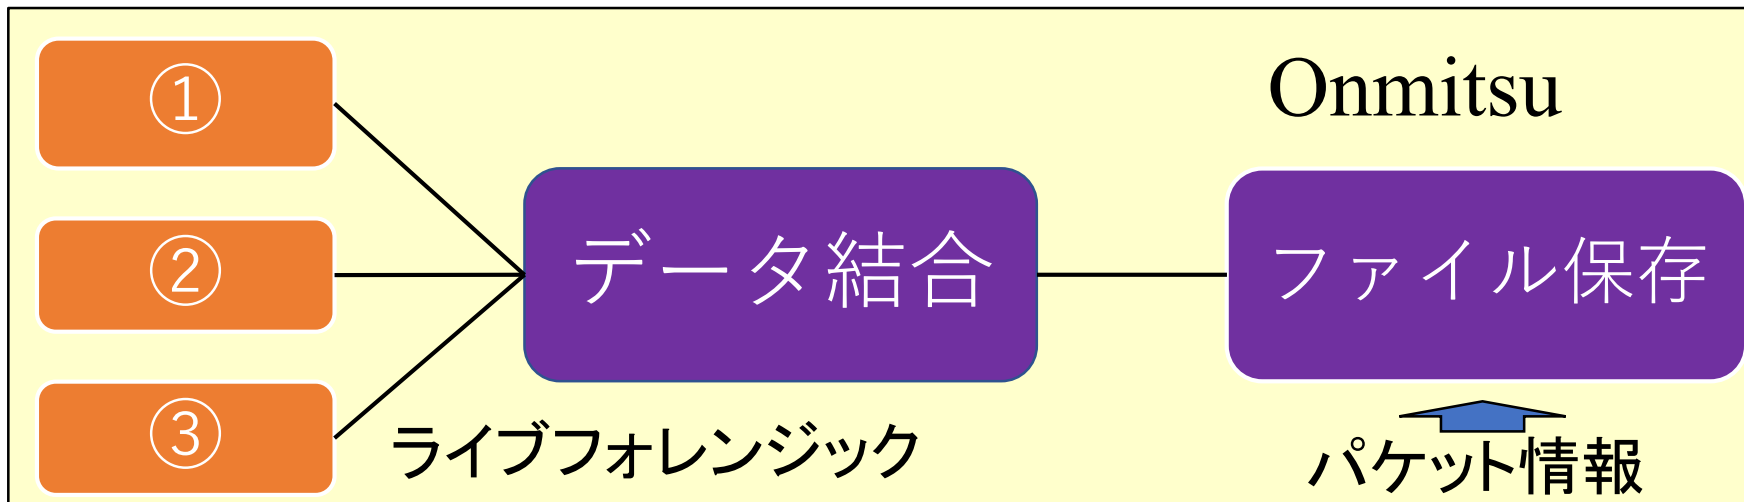 ①
Onmitsu
②
データ結合
ファイル保存
③
ライブフォレンジック
パケット情報